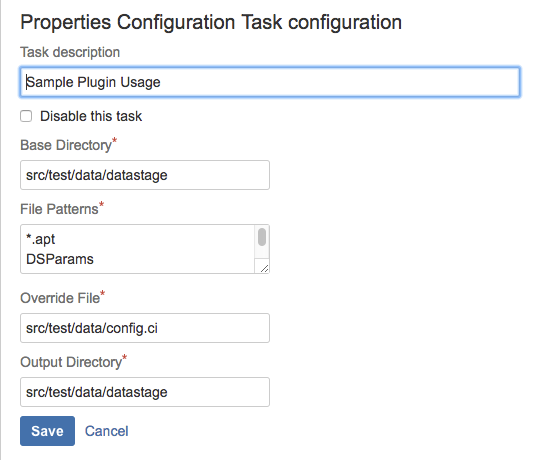 Properties Configuration Task configuration
Task description
Sample Plugin Usage
Disable this task
Base Directory*
src/test/data/datastage
File Patterns*
*.apt
DSParams
Override File*
src/test/data/config.ci
Output Directory*
src/test/data/datastage
Save Cancel